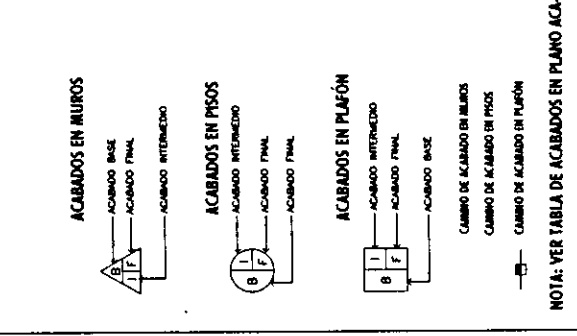 ACABADOS EN MUROS
ACABADO BASE
ACABADO FINAL
ACABADO INTERMEDIO
B
I F
ACABADOS EN PISOS
ACABADO INTERMEDIO
ACABADO FINAL
ACABADO FINAL
B I
F
ACABADOS EN PLAFÓN
ACABADO INTERMEDIO
ACABADO FINAL
ACABADO BASE
B I
F
CAMBIO DE ACABADO EN MUROS
CAMBIO DE ACABADO EN PISOS
CAMBIO DE ACABADO EN PLAFÓN
NOTA: VER TABLA DE ACABADOS EN PLANO ACA-